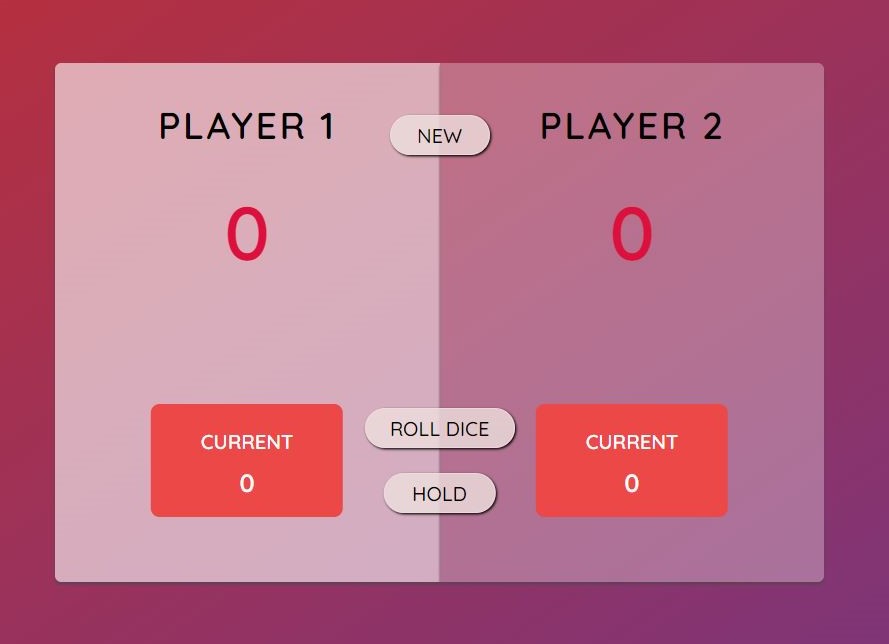 PLAYER 1
NEW
PLAYER 2
0
0
CURRENT
0
ROLL DICE
HOLD
CURRENT
0